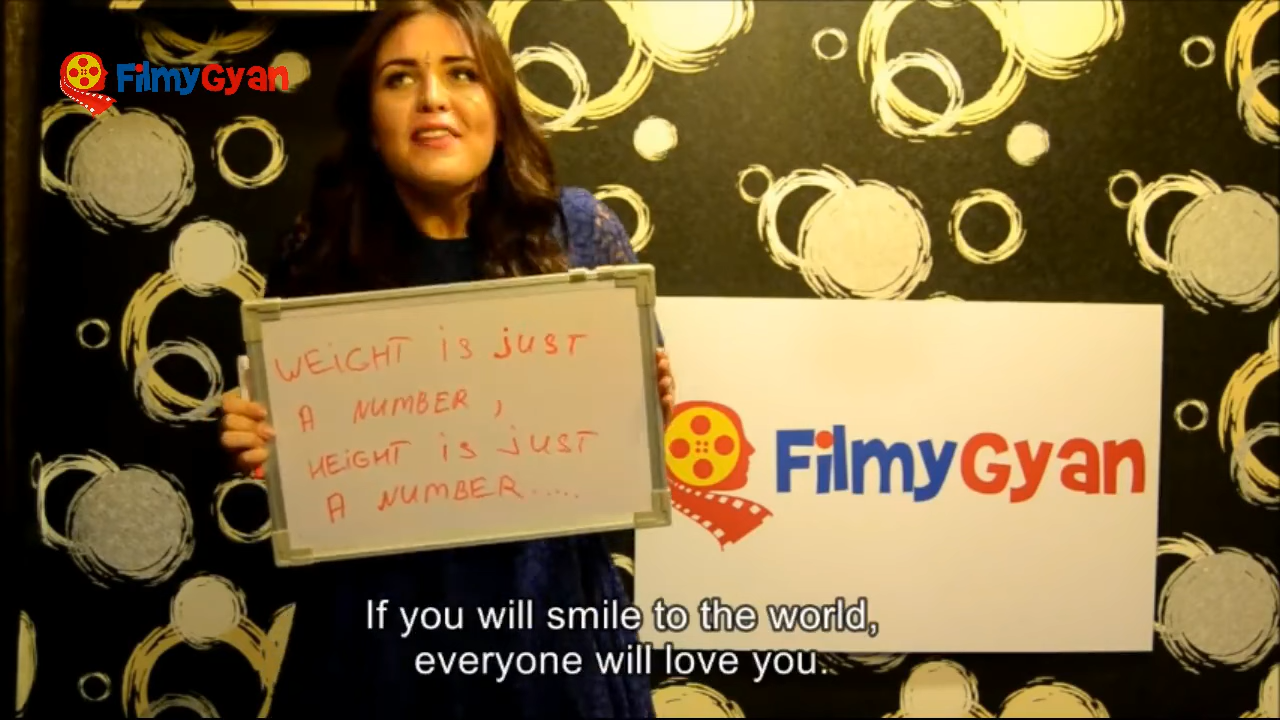 FilmyGyan
WEiGHT iS jUST
A NUMBER ,
HEiGHT iS jUST
A NUMBER.....
FilmyGyan
If you will smile to the world,
everyone will love you.